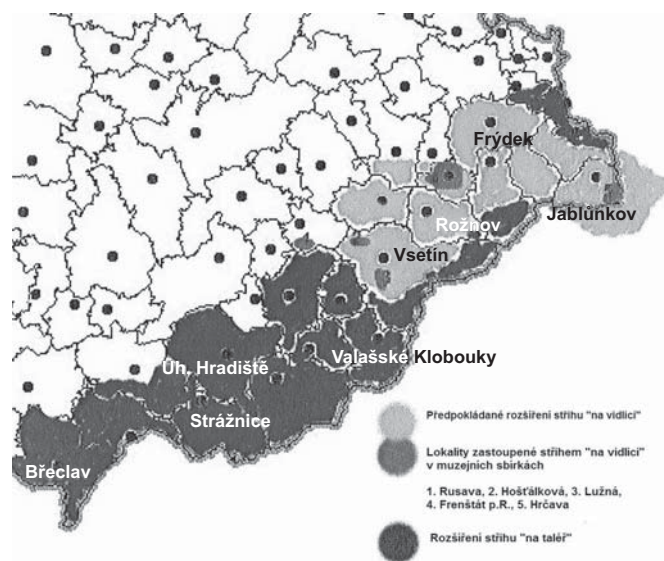 Frýdek
Jablůnkov
Rožnov
Vsetín
Valašské Klobouky
Uh. Hradiště
Strážnice
Břeclav
Předpokládané rozšíření střihu "na vidlici"
Lokality zastoupené střihem "na vidlici"
v muzejních sbírkách
1. Rusava, 2. Hošťálková, 3. Lužná,
4. Frenštát p.R., 5. Hrčava
Rozšíření střihu "na talíř"